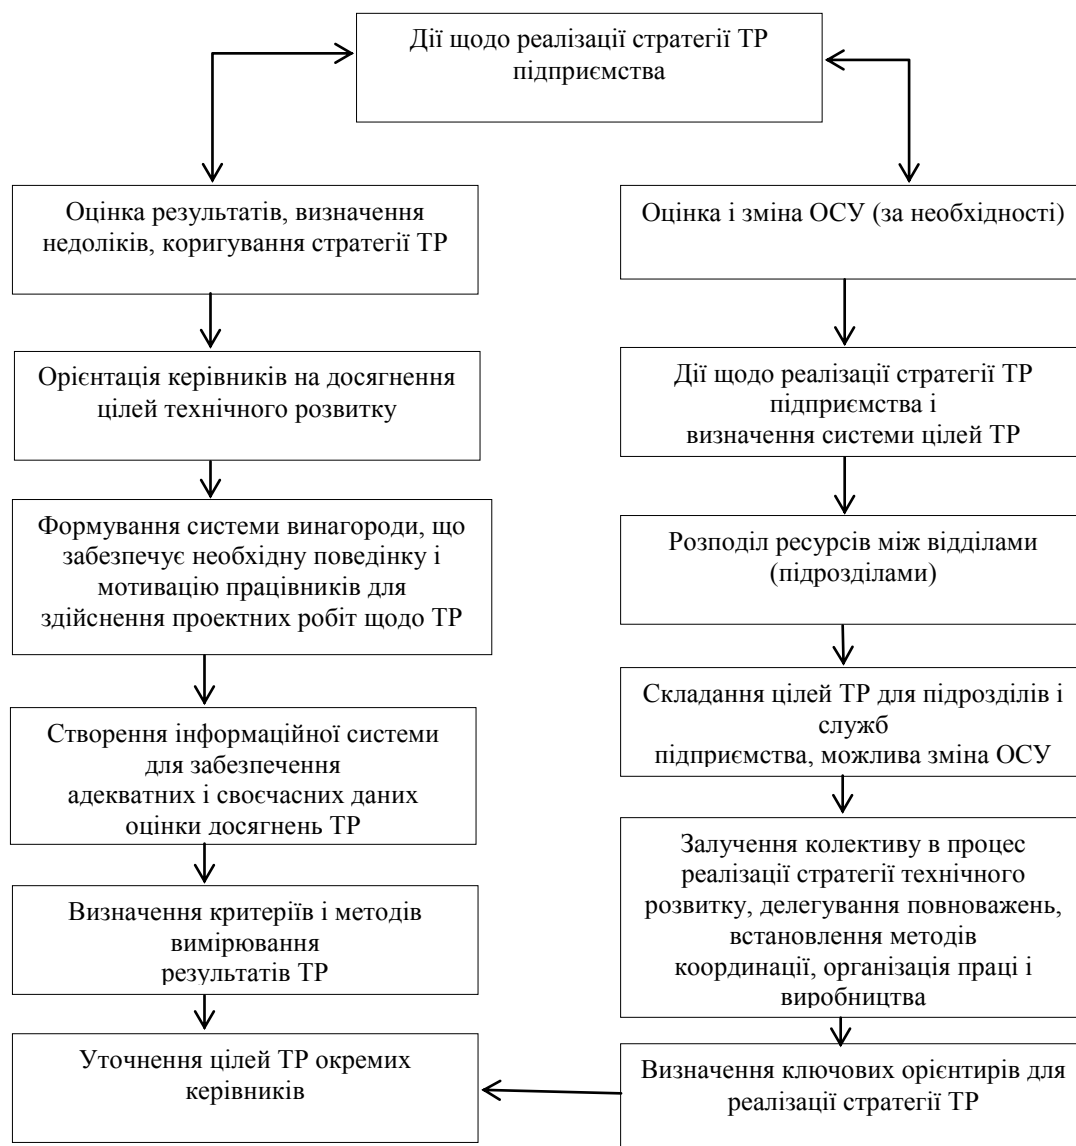 Дії щодо реалізації стратегії ТР
підприємства
Оцінка результатів, визначення
недоліків, коригування стратегії ТР
Орієнтація керівників на досягнення
цілей технічного розвитку
Формування системи винагороди, що
забезпечує необхідну поведінку і
мотивацію працівників для
здійснення проектних робіт щодо ТР
Створення інформаційної системи
для забезпечення
адекватних і своєчасних даних
оцінки досягнень ТР
Визначення критеріїв і методів
вимірювання
результатів ТР
Уточнення цілей ТР окремих
керівників
Оцінка і зміна ОСУ (за необхідності)
Дії щодо реалізації стратегії ТР
підприємства і
визначення системи цілей ТР
Розподіл ресурсів між відділами
(підрозділами)
Складання цілей ТР для підрозділів і
служб
підприємства, можлива зміна ОСУ
Залучення колективу в процес
реалізації стратегії технічного
розвитку, делегування повноважень,
встановлення методів
координації, організація праці і
виробництва
Визначення ключових орієнтирів для
реалізації стратегії ТР